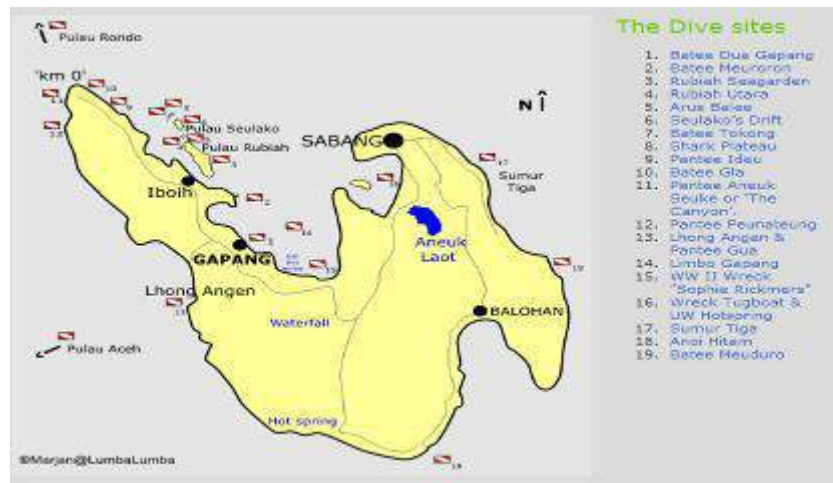 The Dive sites
1. Batee Dua Gapang
2. Batee Meuroron
3. Rubiah Seagarden
4. Rubiah Utara
5. Arus Balee
6. Seulako's Drift
7. Batee Tokong
8. Shark Plateau
9. Pantee Ideu
10. Batee Gla
11. Pantee Aneuk
Seuke or 'The
Canyon'.
12. Pantee Peunateung
13. Lhong Angen &
Pantee Gua
14. Limbo Gapang
15. WW II Wreck
"Sophie Rickmers"
16. Wreck Tugboat &
UW Hotspring
17. Sumur Tiga
18. Anoi Hitam
19. Batee Meuduro
Pulau Rondo
'km 0'
Pulau Seulako
Pulau Rubiah
N
SABANG
Sumur
Tiga
Iboih
Aneuk
Laot
GAPANG
Lhong Angen
BALOHAN
Waterfall
Pulau Aceh
Hot spring
©Marjan@LumbaLumba